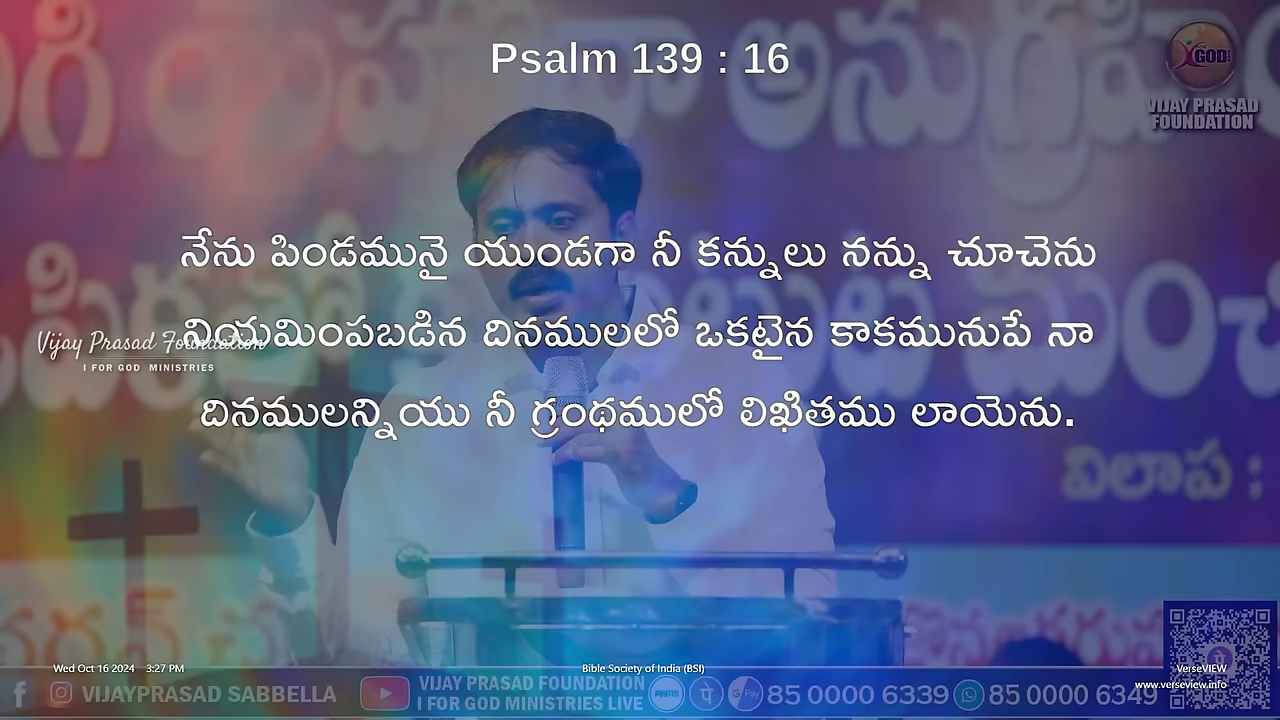 Psalm 139 : 16
GOD
VIJAY PRASAD
FOUNDATION
నేను పిండమునై యుండగా నీ కన్నులు నన్ను చూచెను
నియమింపబడిన దినములలో ఒకటైన కాకమునుపే నా
దినములన్నియు నీ గ్రంథములో లిఖితము లాయెను.
Vijay Prasad Foundation
I FOR GOD MINISTRIES
విలాప :
Wed Oct 16 2024 3:27 PM
Bible Society of India (BSI)
VerseVIEW
www.verseview.info
VIJAYPRASAD SABBELLA
VIJAY PRASAD FOUNDATION
I FOR GOD MINISTRIES LIVE
Paytm
G Pay
85 0000 6339
85 0000 6349